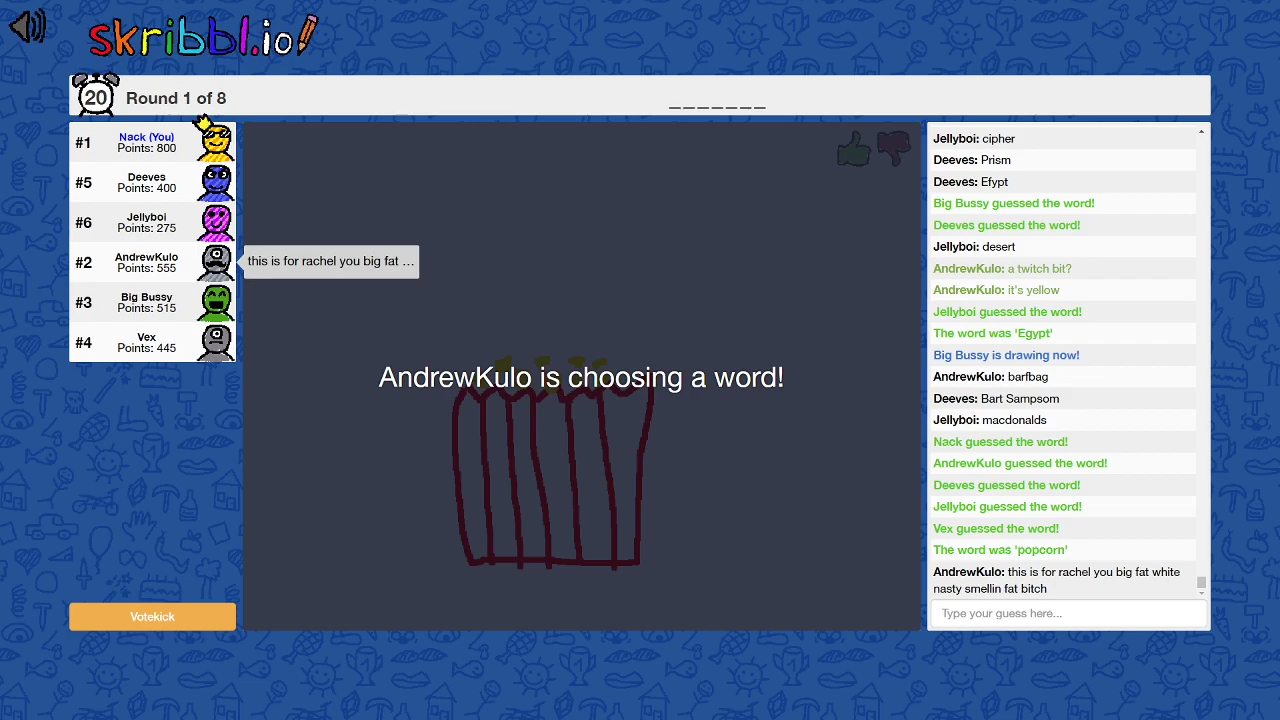 skribbl.io
20
Round 1 of 8
_ _ _ _ _ _ _
#1
Nack (You)
Points: 800
#5
Deeves
Points: 400
#6
Jellyboi
Points: 275
#2
AndrewKulo
Points: 555
#3
Big Bussy
Points: 515
#4
Vex
Points: 445
this is for rachel you big fat ...
Votekick
AndrewKulo is choosing a word!
Jellyboi: cipher
Deeves: Prism
Deeves: Efypt
Big Bussy guessed the word!
Deeves guessed the word!
Jellyboi: desert
AndrewKulo: a twitch bit?
AndrewKulo: it's yellow
Jellyboi guessed the word!
The word was 'Egypt'
Big Bussy is drawing now!
AndrewKulo: barfbag
Deeves: Bart Sampsom
Jellyboi: macdonalds
Nack guessed the word!
AndrewKulo guessed the word!
Deeves guessed the word!
Jellyboi guessed the word!
Vex guessed the word!
The word was 'popcorn'
AndrewKulo: this is for rachel you big fat white
nasty smellin fat bitch
Type your guess here...